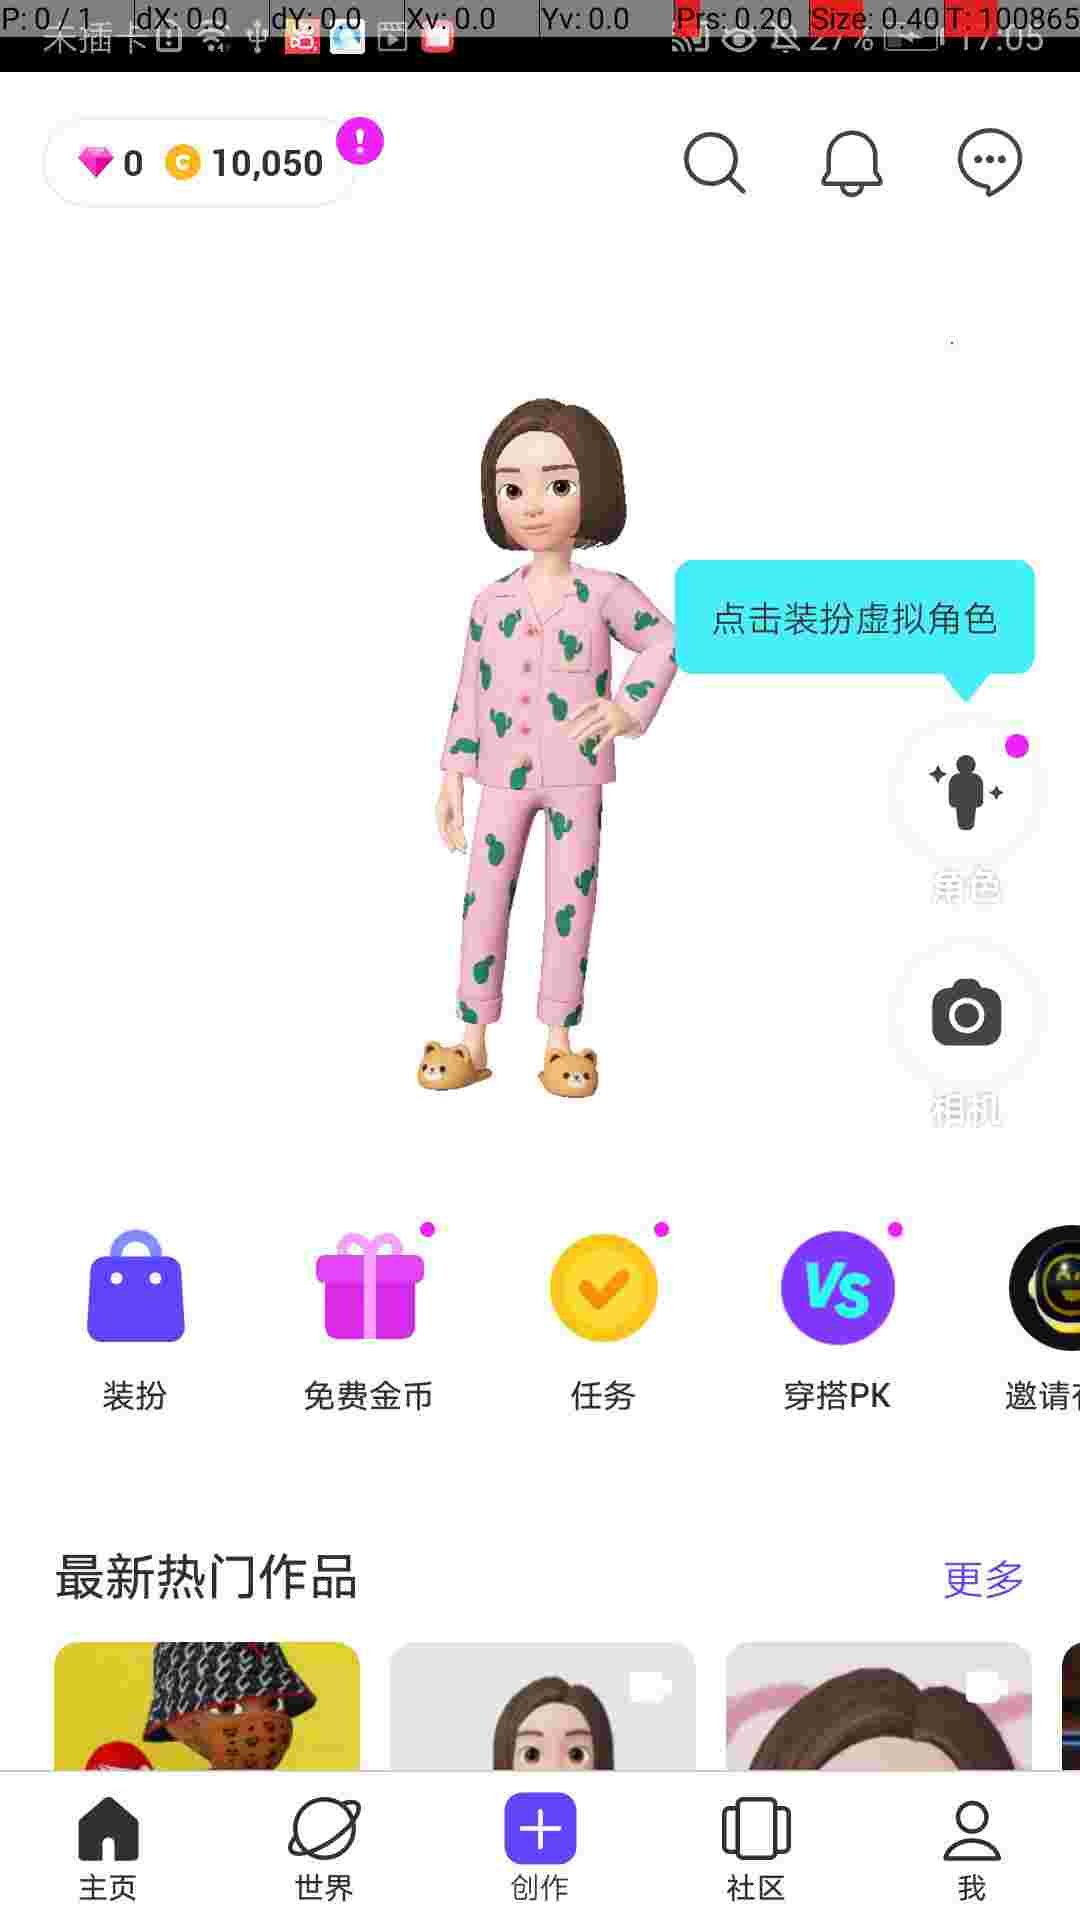 P: 0 / 1 dX: 0.0 dY: 0.0 Xv: 0.0 Yv: 0.0 Prs: 0.20 Size: 0.40 T: 100865
未插卡 27% 17:05
0 10,050
点击装扮虚拟角色
角色
相机
装扮 免费金币 任务 穿搭PK 邀请
最新热门作品 更多
主页 世界 创作 社区 我